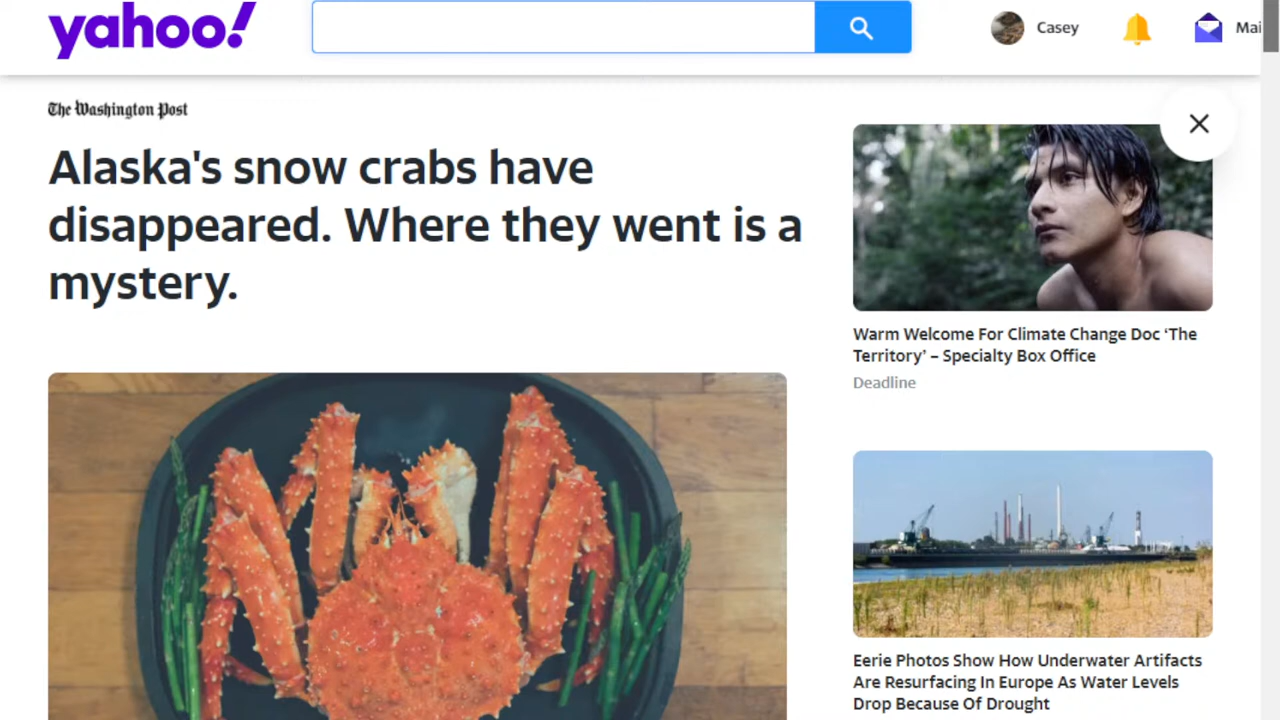 yahoo!
Casey
Mai
The Washington Post
Alaska's snow crabs have
disappeared. Where they went is a
mystery.
Warm Welcome For Climate Change Doc ‘The
Territory’ – Specialty Box Office
Deadline
Eerie Photos Show How Underwater Artifacts
Are Resurfacing In Europe As Water Levels
Drop Because Of Drought